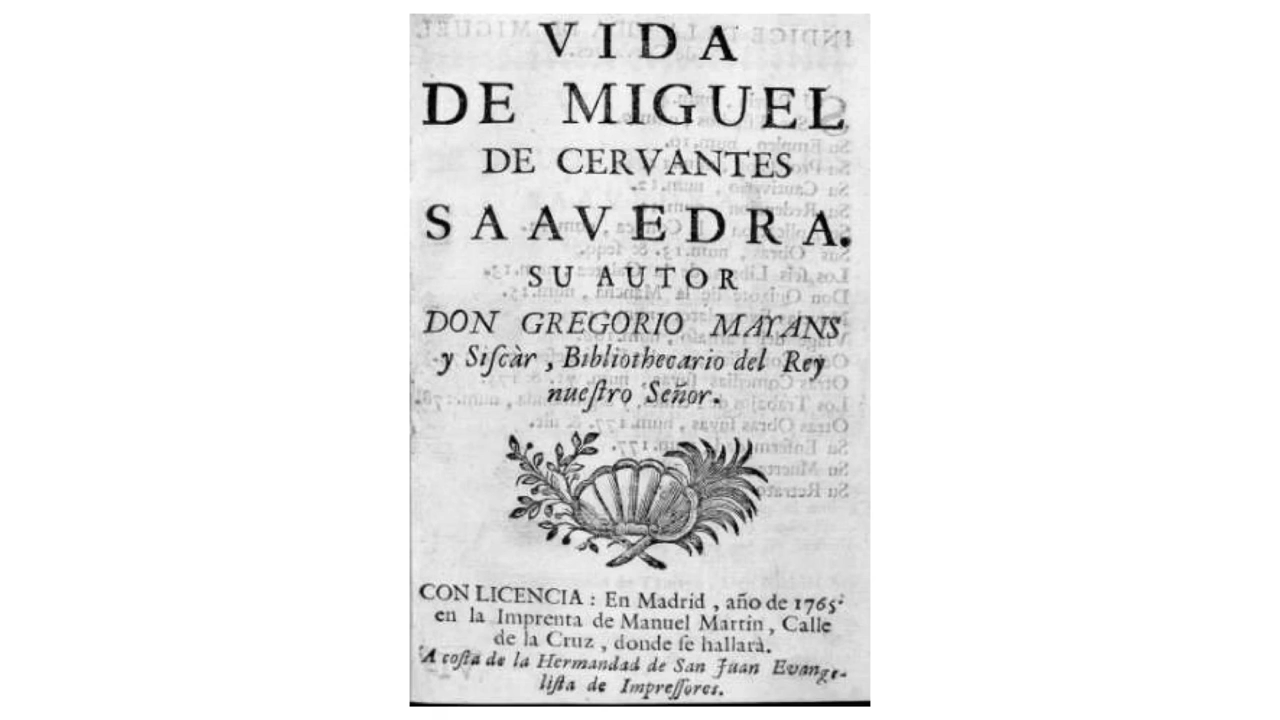 VIDA
DE MIGUEL
DE CERVANTES
SAAVEDRA.
SU AUTOR
DON GREGORIO MAYANS
y Siſcàr, Bibliothecario del Rey
nueſtro Señor.
CON LICENCIA: En Madrid, año de 1765.
en la Imprenta de Manuel Martin, Calle
de la Cruz, donde ſe hallarà.
A coſta de la Hermandad de San Juan Evange-
liſta de Impreſſores.